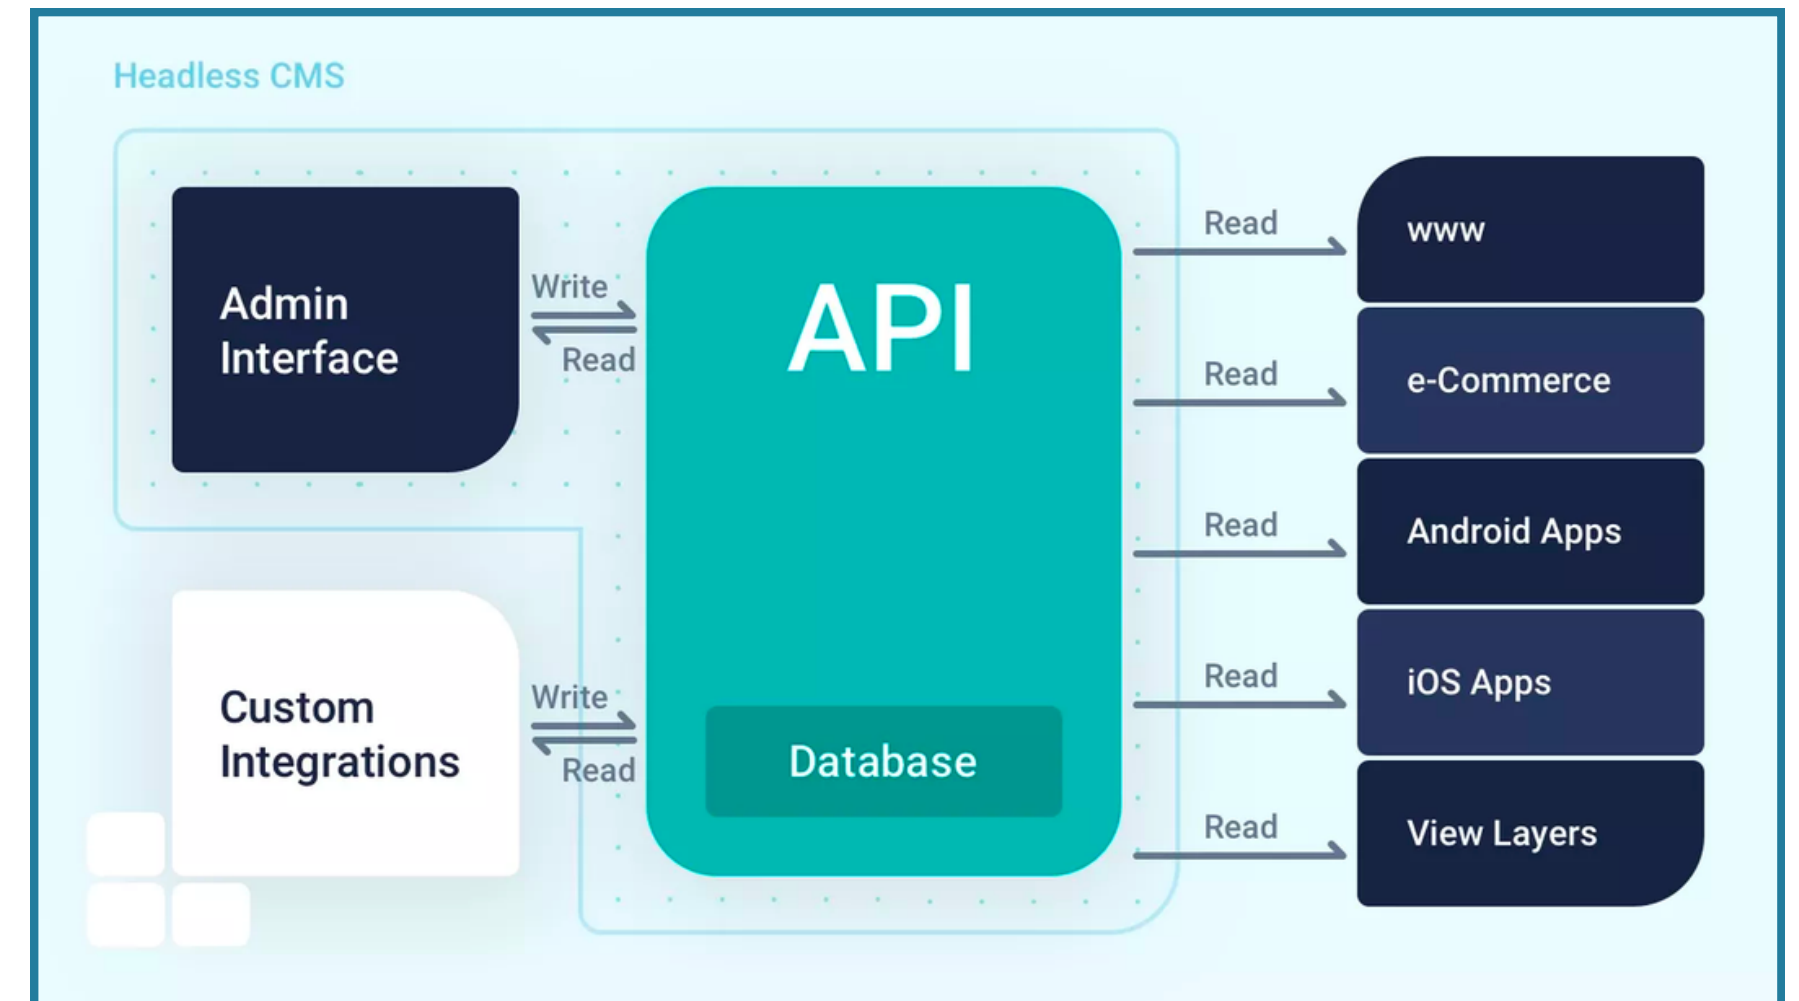 Headless CMS
Admin
Interface
Write
Read
API
Custom
Integrations
Write
Read
Database
Read
www
Read
e-Commerce
Read
Android Apps
Read
iOS Apps
Read
View Layers